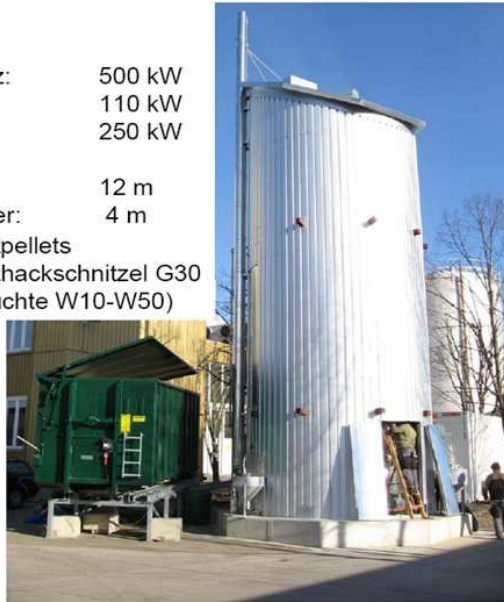 z: 500 kW
110 kW
250 kW
12 m
er: 4 m
pellets
hackschnitzel G30
chte W10-W50)